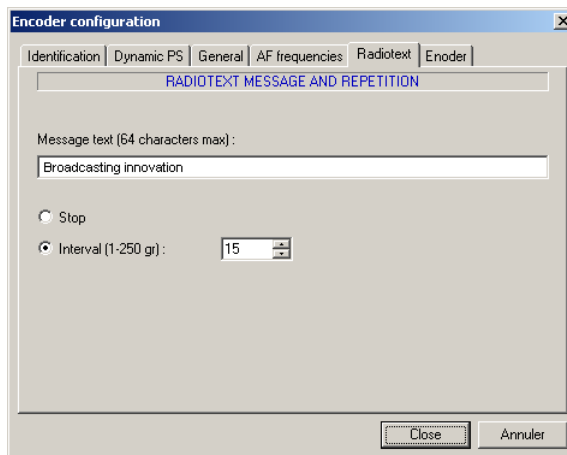 Encoder configuration
Identification Dynamic PS General AF frequencies Radiotext Enoder
RADIOTEXT MESSAGE AND REPETITION
Message text (64 characters max) :
Broadcasting innovation
Stop
Interval (1-250 gr) : 15
Close Annuler